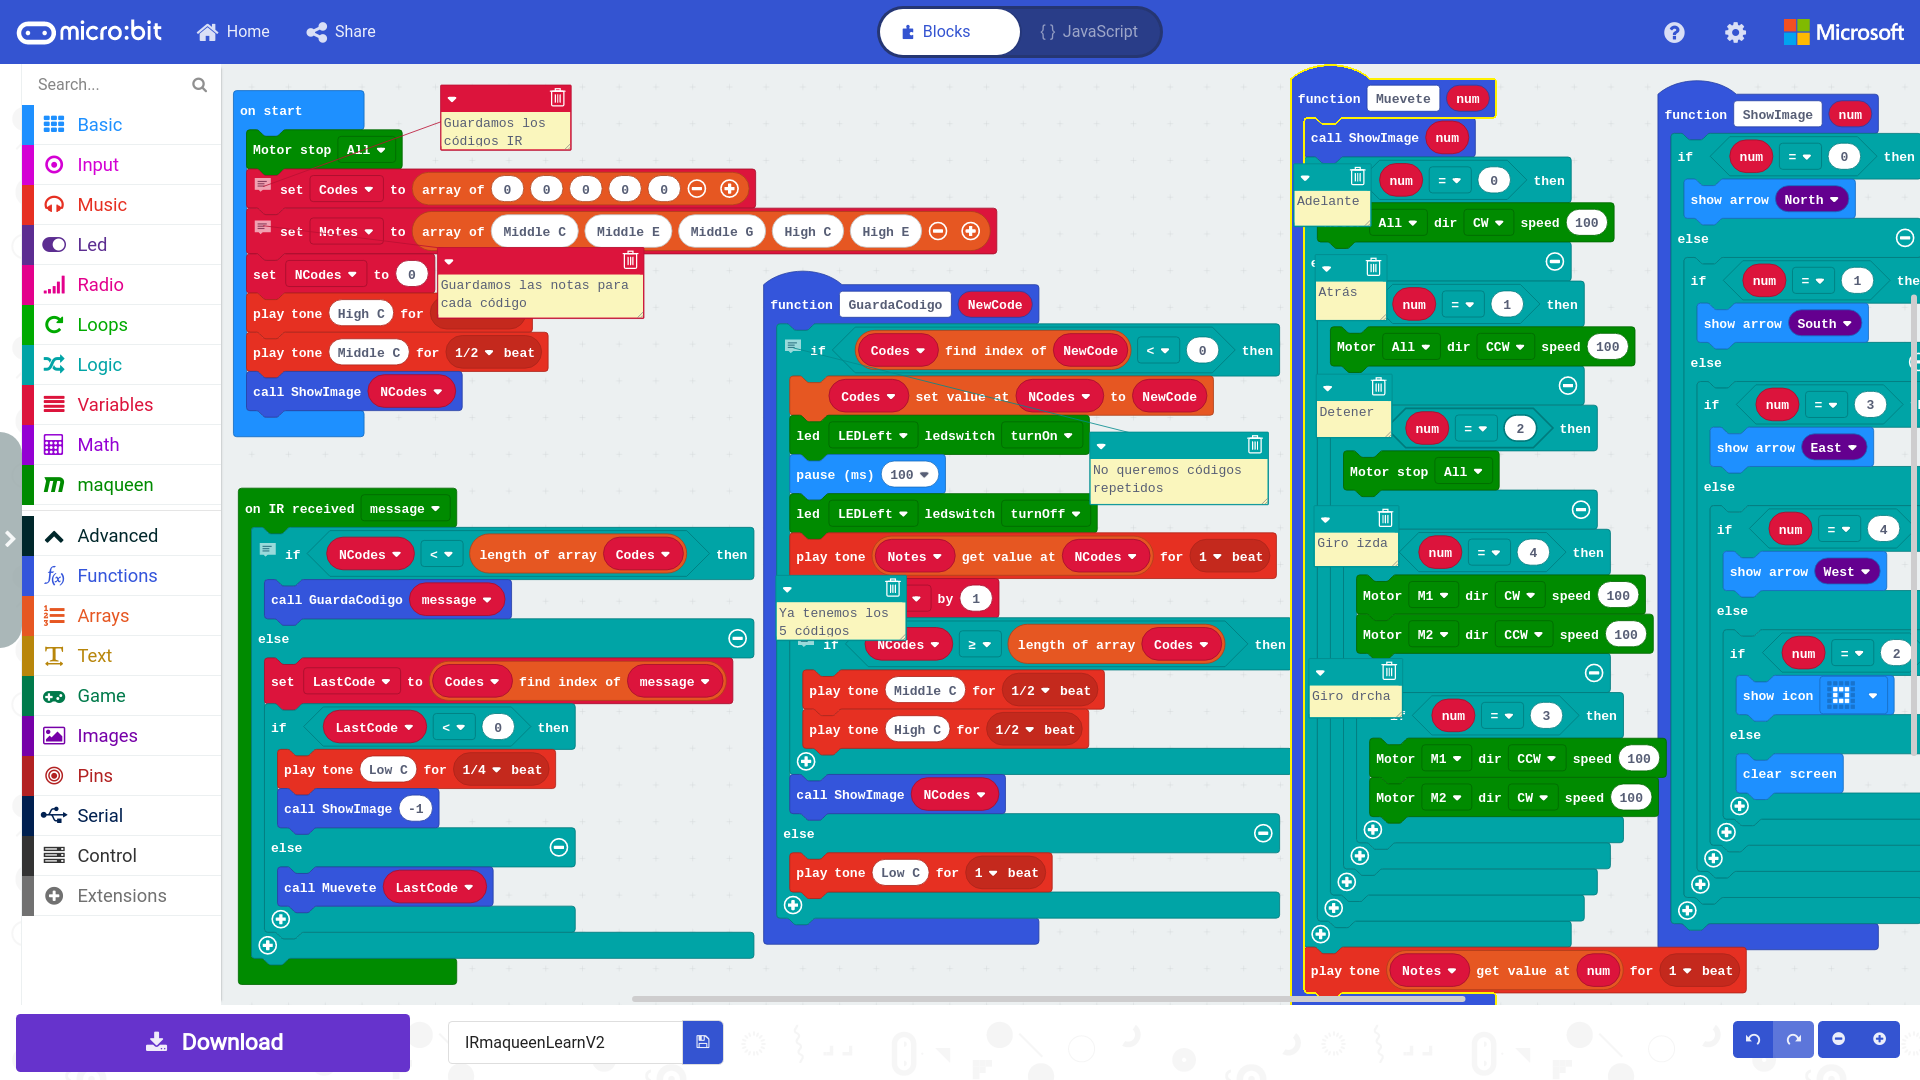 micro:bit
Home
Share
Blocks
{ } JavaScript
Microsoft
Search...
Basic
Input
Music
Led
Radio
Loops
Logic
Variables
Math
maqueen
Advanced
Functions
Arrays
Text
Game
Images
Pins
Serial
Control
Extensions
on start
Motor stop All
set Codes to array of 0 0 0 0 0
set Notes to array of Middle C Middle E Middle G High C High E
set NCodes to 0
play tone High C for
play tone Middle C for 1/2 beat
call ShowImage NCodes
Guardamos los
códigos IR
Guardamos las notas para
cada código
on IR received message
if NCodes < length of array Codes then
call GuardaCodigo message
else
set LastCode to Codes find index of message
if LastCode < 0 then
play tone Low C for 1/4 beat
call ShowImage -1
else
call Muevete LastCode
function GuardaCodigo NewCode
if Codes find index of NewCode < 0 then
Codes set value at NCodes to NewCode
led LEDLeft ledswitch turnOn
pause (ms) 100
led LEDLeft ledswitch turnOff
play tone Notes get value at NCodes for 1 beat
by 1
if NCodes ≥ length of array Codes then
play tone Middle C for 1/2 beat
play tone High C for 1/2 beat
call ShowImage NCodes
else
play tone Low C for 1 beat
No queremos códigos
repetidos
Ya tenemos los
5 códigos
function Muevete num
call ShowImage num
num = 0 then
Adelante
All dir CW speed 100
Atrás
num = 1 then
Motor All dir CCW speed 100
Detener
num = 2 then
Motor stop All
Giro izda
num = 4 then
Motor M1 dir CW speed 100
Motor M2 dir CCW speed 100
Giro drcha
if num = 3 then
Motor M1 dir CCW speed 100
Motor M2 dir CW speed 100
play tone Notes get value at num for 1 beat
function ShowImage num
if num = 0 then
show arrow North
else
if num = 1 the
show arrow South
else
if num = 3
show arrow East
else
if num = 4
show arrow West
else
if num = 2
show icon
else
clear screen
Download
IRmaqueenLearnV2